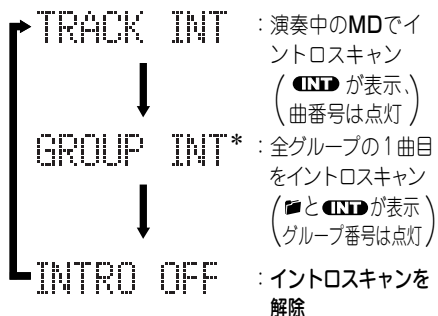 TRACK INT : 演奏中のMDでイ
ントロスキャン
( INT が表示、
曲番号は点灯 )
GROUP INT* : 全グループの1曲目
をイントロスキャン
( と INT が表示
グループ番号は点灯 )
INTRO OFF : イントロスキャンを
解除